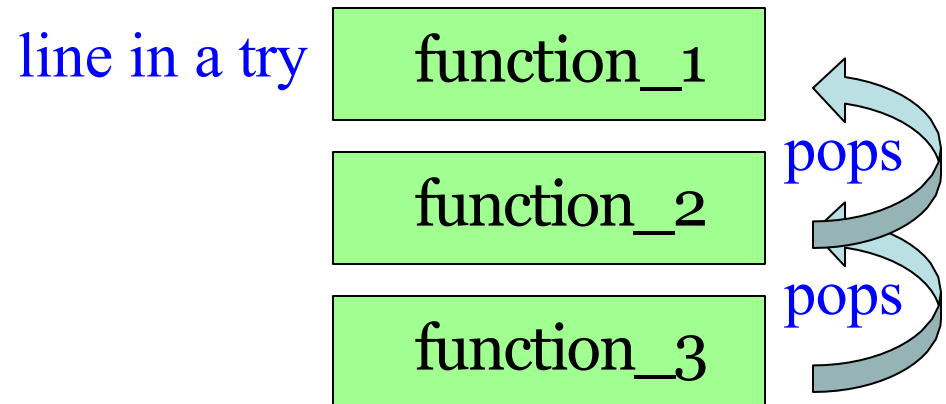 line in a try
function_1
pops
function_2
pops
function_3